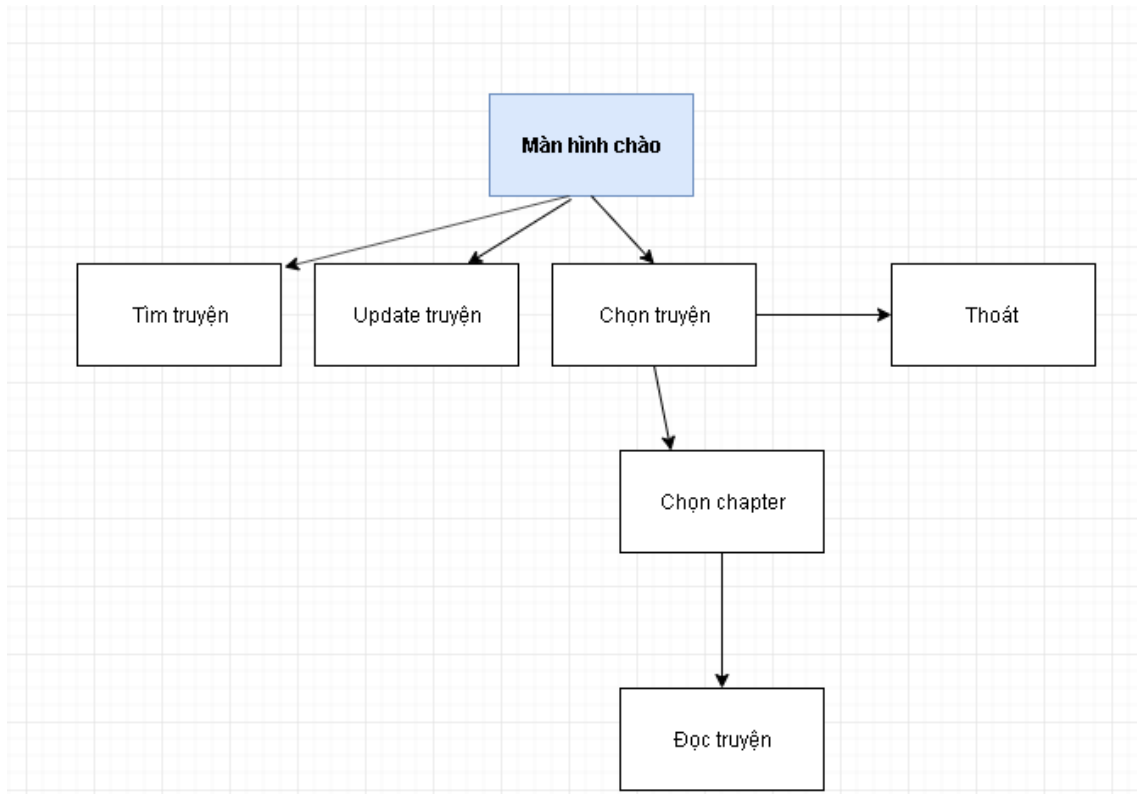 Màn hình chào
Tìm truyện
Update truyện
Chọn truyện
Thoát
Chọn chapter
Đọc truyện